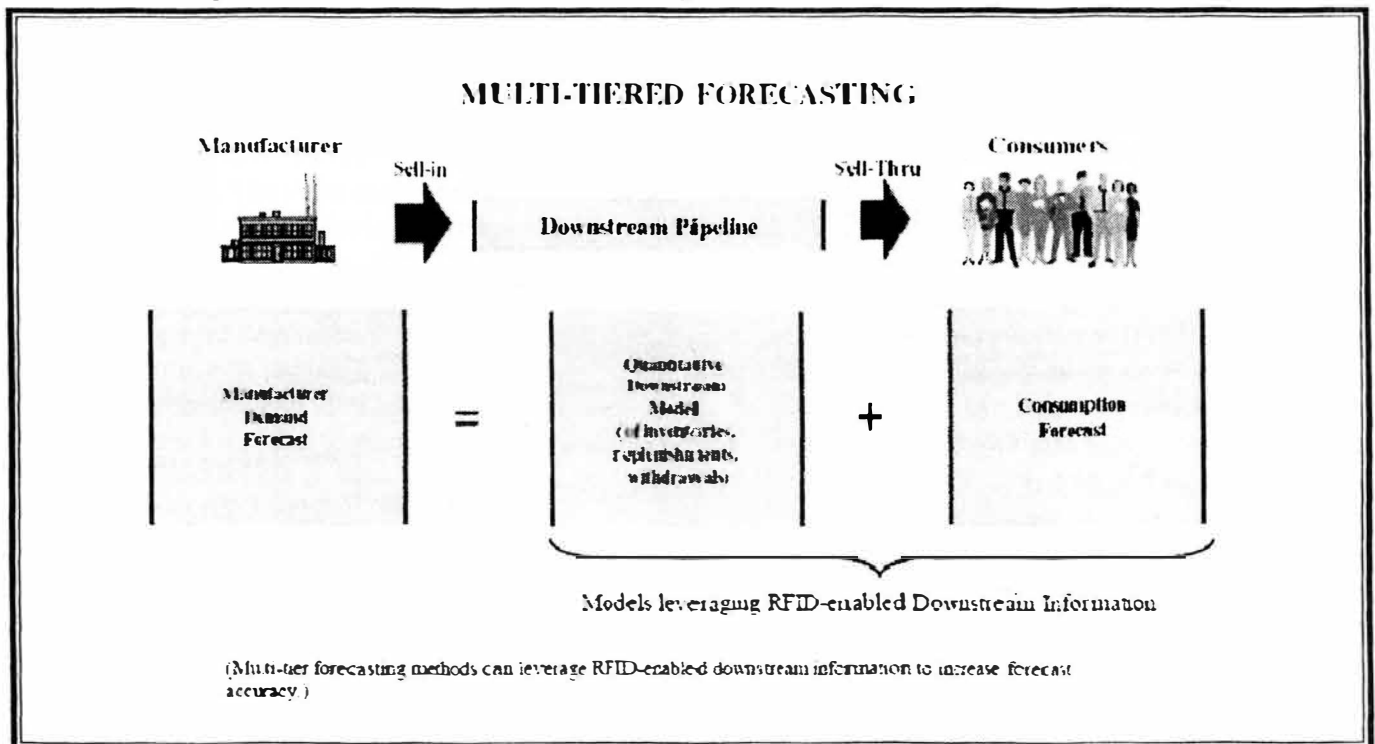 MULTI-TIERED FORECASTING
Manufacturer
Sell-in
Downstream Pipeline
Sell-Thru
Consumers
Manufacturer
Demand
Forecast
=
Quantitative
Downstream
Model
(of inventories,
replenishments,
withdrawals)
+
Consumption
Forecast
Models leveraging RFID-enabled Downstream Information
(Multi-tier forecasting methods can leverage RFID-enabled downstream information to increase forecast
accuracy.)